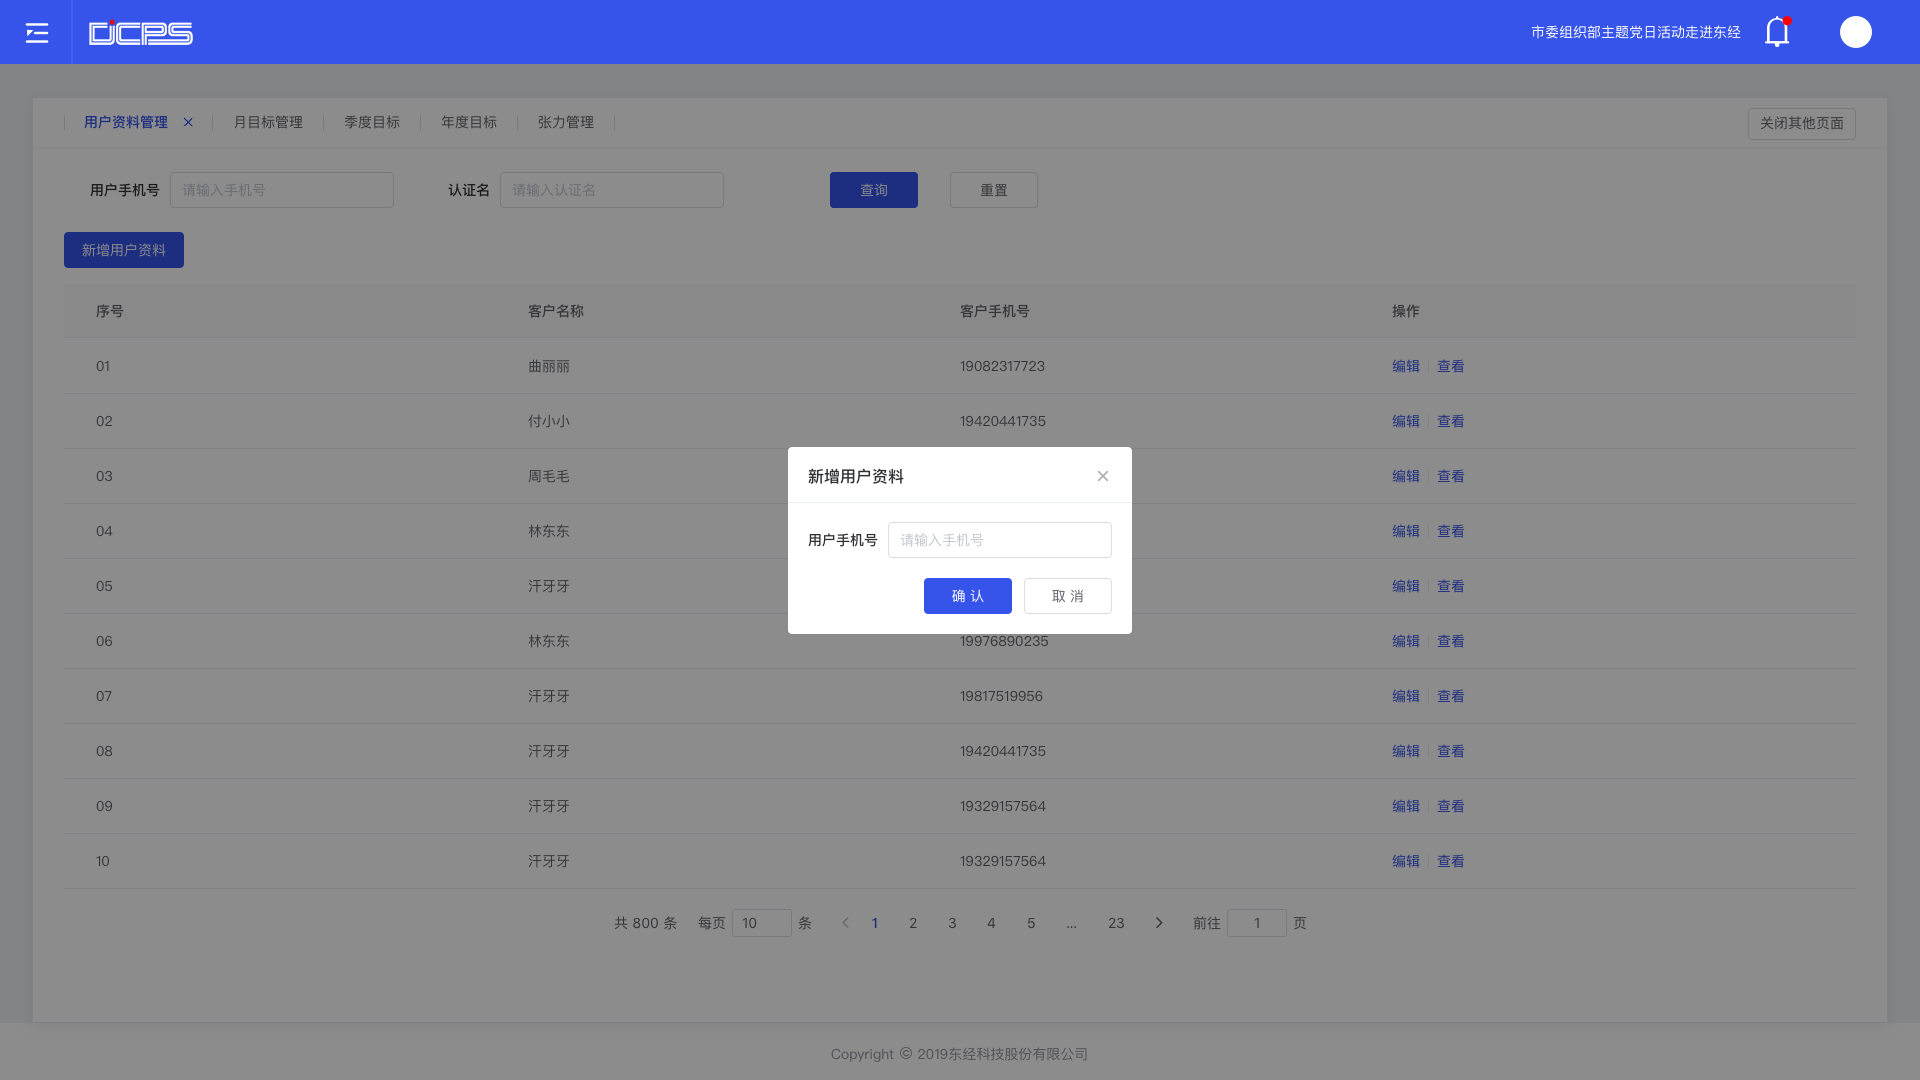 DCPS
市委组织部主题党日活动走进东经
用户资料管理 月目标管理 季度目标 年度目标 张力管理 关闭其他页面
用户手机号 请输入手机号 认证名 请输入认证名 查询 重置
新增用户资料
序号 客户名称 客户手机号 操作
01 曲丽丽 19082317723 编辑 查看
02 付小小 19420441735 编辑 查看
03 周毛毛 编辑 查看
04 林东东 编辑 查看
05 汗牙牙 编辑 查看
06 林东东 19976890235 编辑 查看
07 汗牙牙 19817519956 编辑 查看
08 汗牙牙 19420441735 编辑 查看
09 汗牙牙 19329157564 编辑 查看
10 汗牙牙 19329157564 编辑 查看
新增用户资料
用户手机号 请输入手机号
确 认 取 消
共 800 条 每页 10 条 1 2 3 4 5 ... 23 前往 1 页
Copyright © 2019东经科技股份有限公司